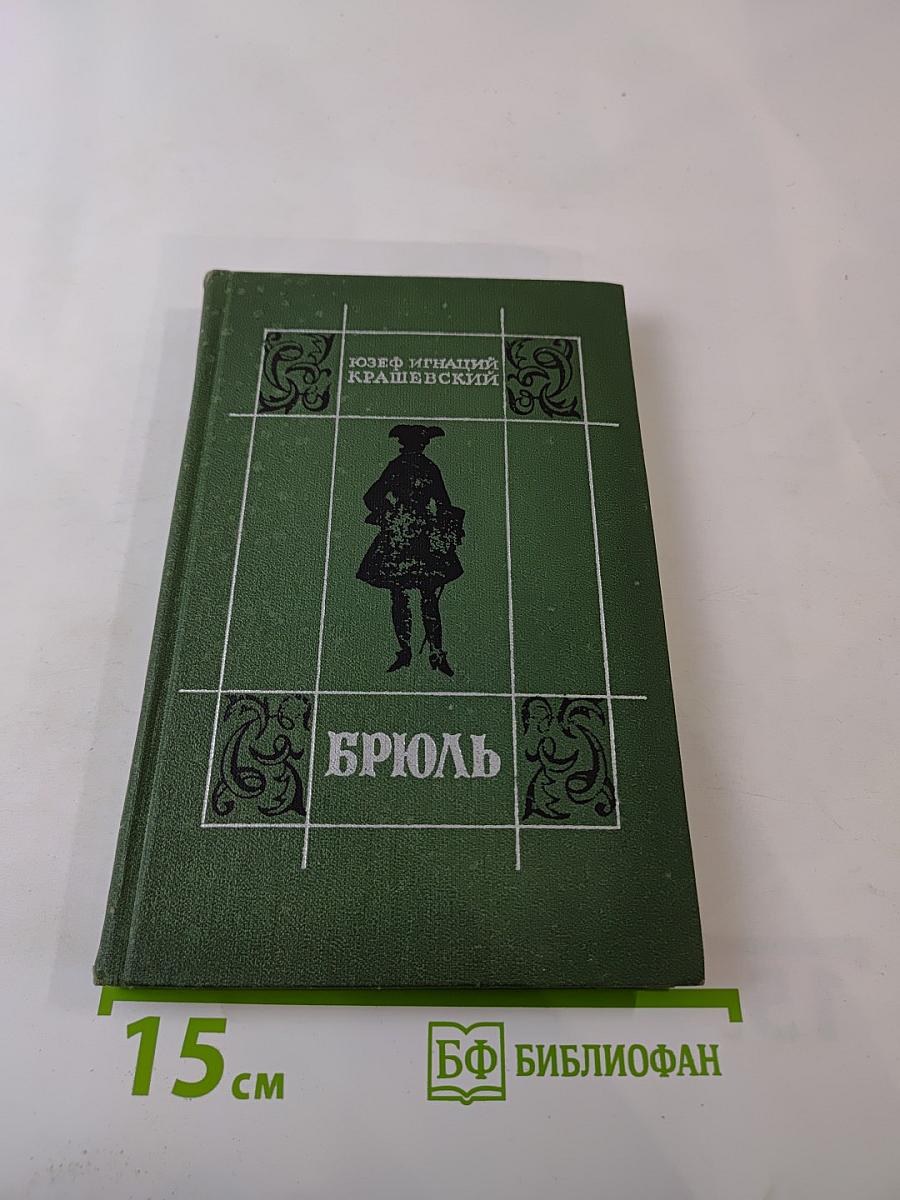 ЮЗЕФ ИГНАЦИЙ
КРАШЕВСКИЙ
БРЮЛЬ
15 см
БФ БИБЛИОФАН